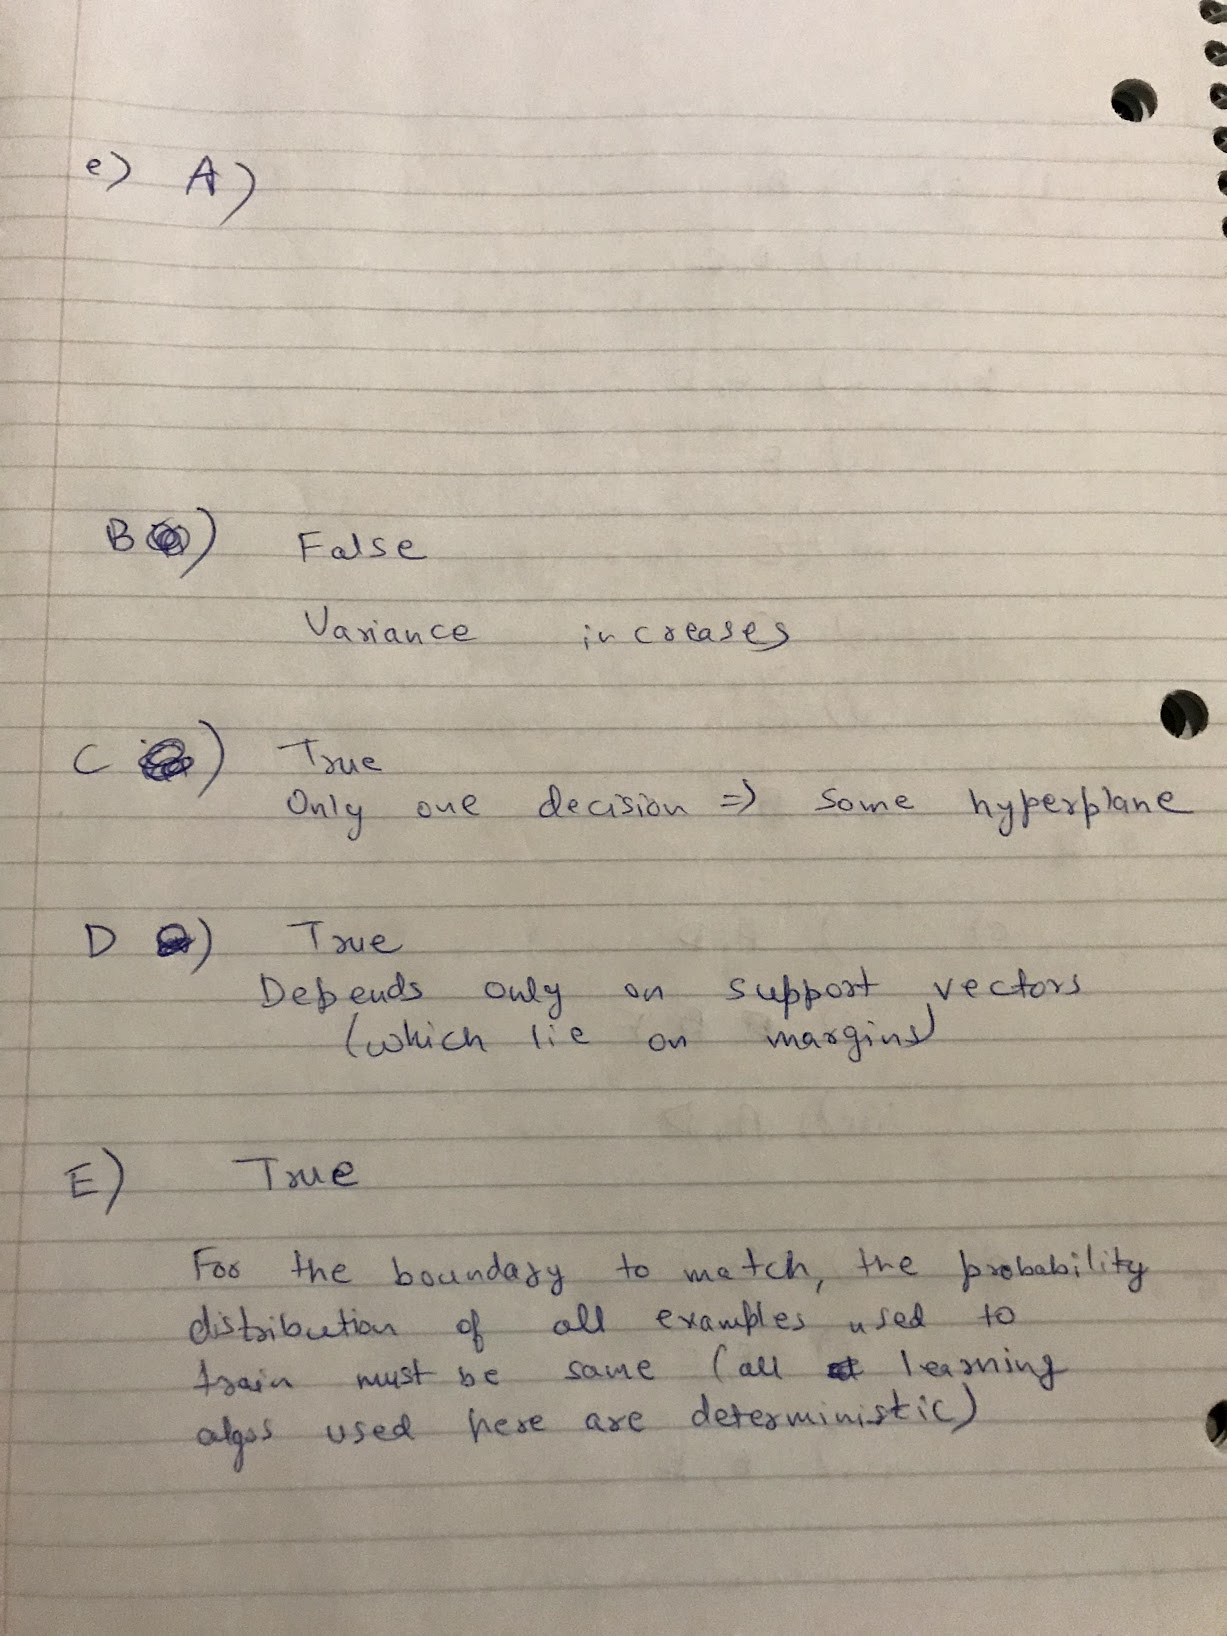 e) A)
B ) False
Variance increases
C ) True
Only one decision => some hyperplane
D ) True
Depends only on support vectors
(which lie on margins)
E) True
For the boundary to match, the probability
distribution of all examples used to
train must be same (all learning
algos used here are deterministic)